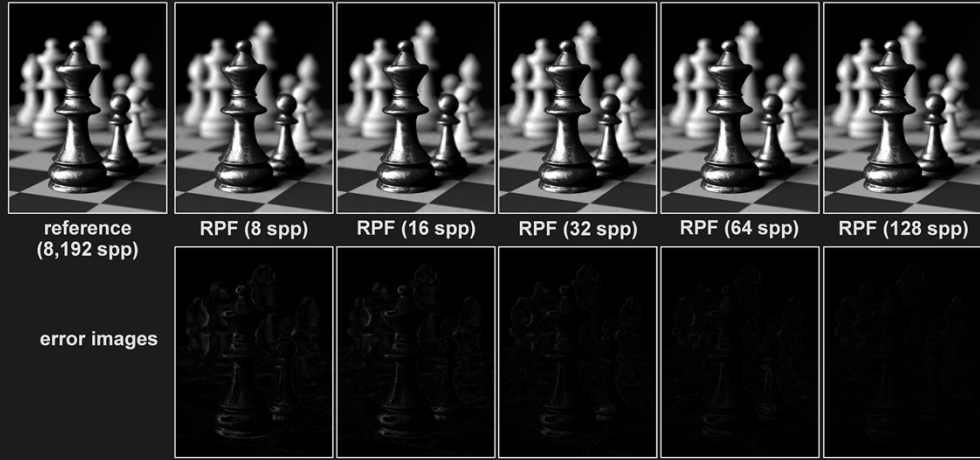 reference
(8,192 spp)
RPF (8 spp)
RPF (16 spp)
RPF (32 spp)
RPF (64 spp)
RPF (128 spp)
error images